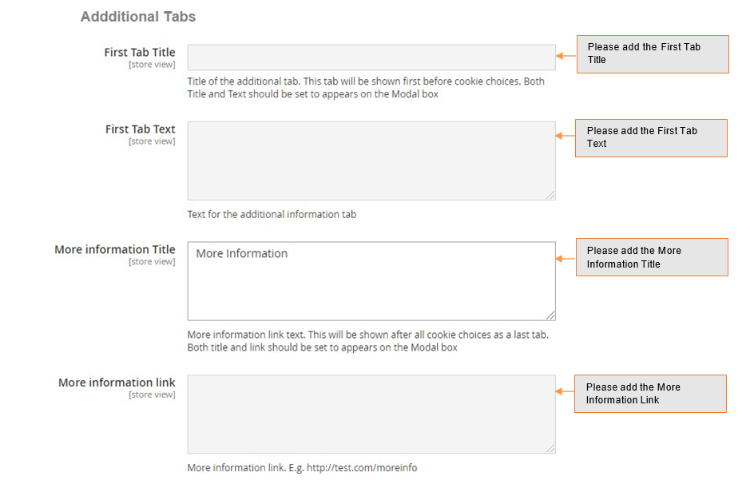 Addditional Tabs
First Tab Title
[store view]
Please add the First Tab
Title
Title of the additional tab. This tab will be shown first before cookie choices. Both
Title and Text should be set to appears on the Modal box
First Tab Text
[store view]
Please add the First Tab
Text
Text for the additional information tab
More information Title
[store view]
More Information
Please add the More
Information Title
More information link text. This will be shown after all cookie choices as a last tab.
Both title and link should be set to appears on the Modal box
More information link
[store view]
Please add the More
Information Link
More information link. E.g. http://test.com/moreinfo